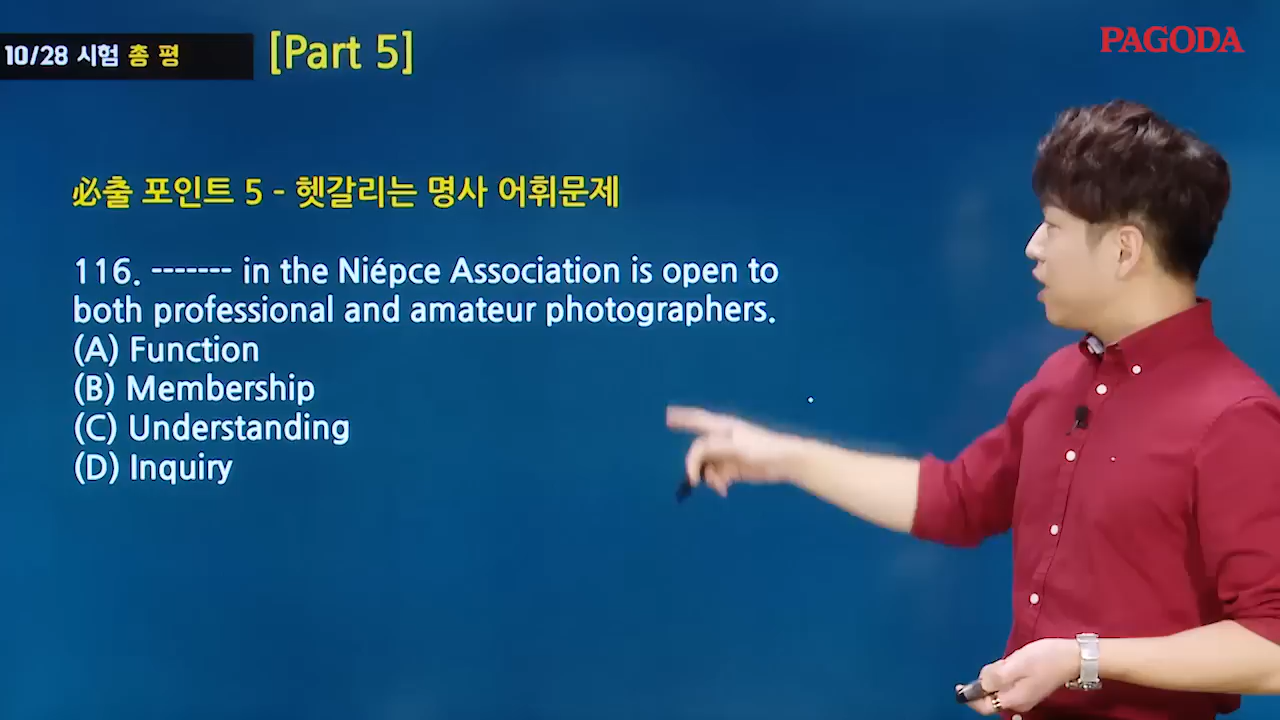 10/28 시험 총 평
[Part 5]
PAGODA
必출 포인트 5 - 헷갈리는 명사 어휘문제
116. ------- in the Niépce Association is open to
both professional and amateur photographers.
(A) Function
(B) Membership
(C) Understanding
(D) Inquiry